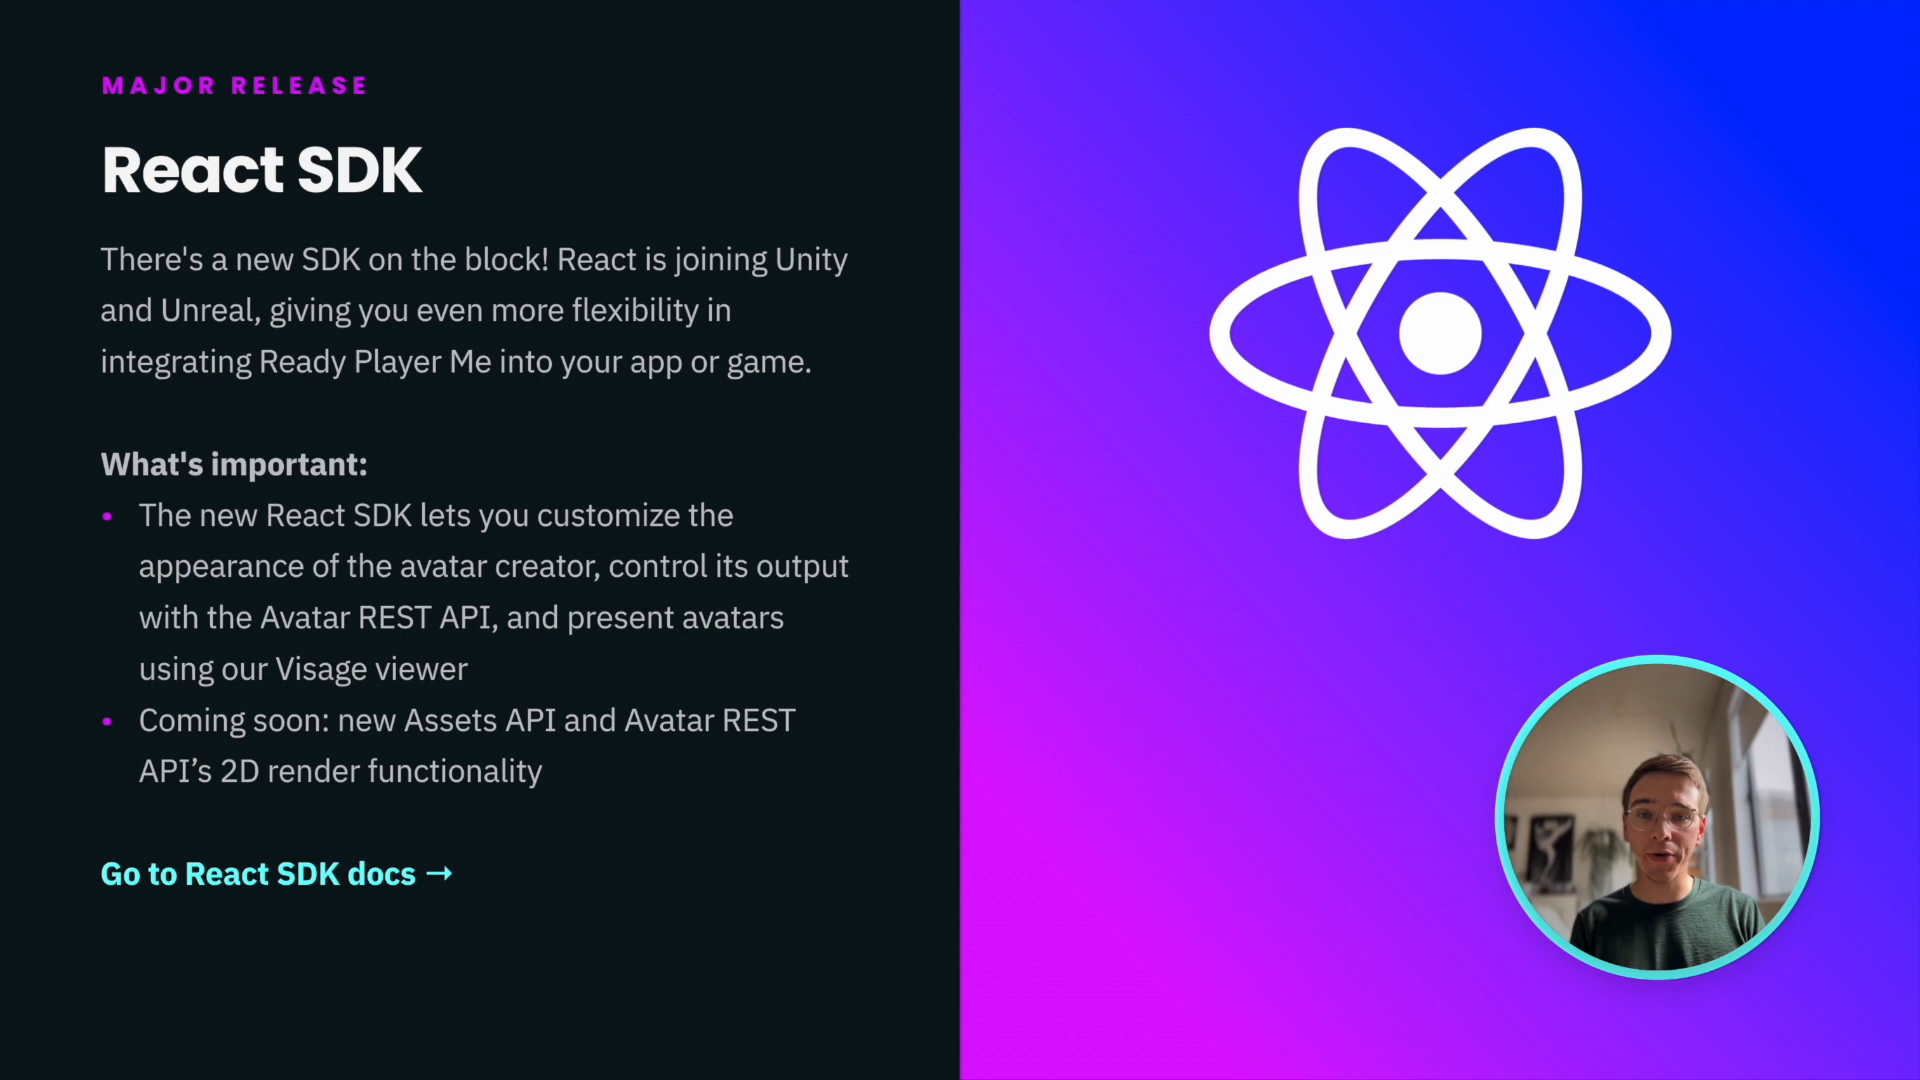 MAJOR RELEASE
React SDK
There's a new SDK on the block! React is joining Unity
and Unreal, giving you even more flexibility in
integrating Ready Player Me into your app or game.
What's important:
• The new React SDK lets you customize the
appearance of the avatar creator, control its output
with the Avatar REST API, and present avatars
using our Visage viewer
• Coming soon: new Assets API and Avatar REST
API’s 2D render functionality
Go to React SDK docs →